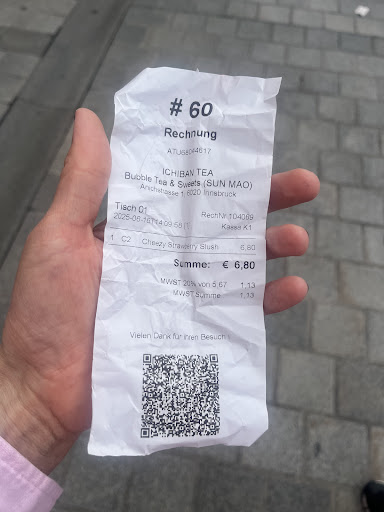 # 60
Rechnung
ICHIBAN TEA
Bubble Tea & Sweets (SUN MAO)
Anichstrasse 1, 6020 Innsbruck
Tisch 01
RechNr:104069
Kassa K1
1 C2 Cheezy Strawberry Slush 6,80
Summe: € 6,80
MWST 20% von 5,67 1,13
MWST Summe 1,13
Vielen Dank für Ihren Besuch